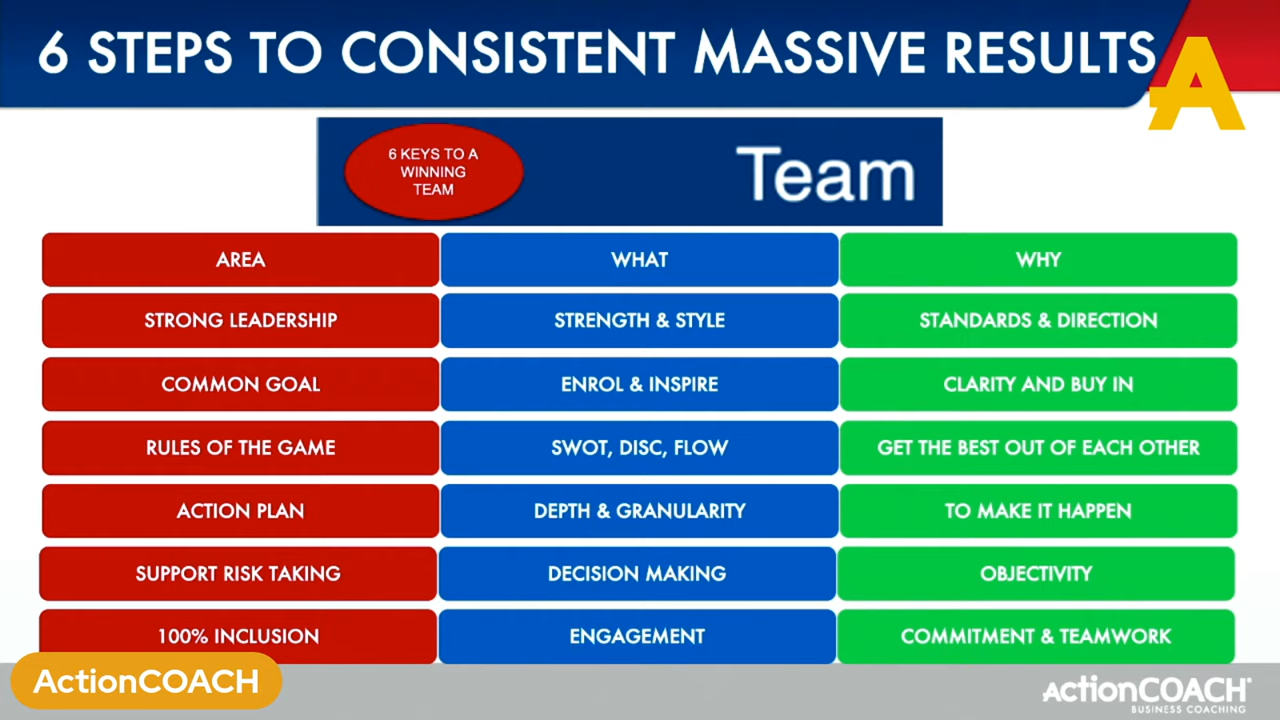 6 STEPS TO CONSISTENT MASSIVE RESULTS
A
6 KEYS TO A
WINNING
TEAM
Team
AREA WHAT WHY
STRONG LEADERSHIP STRENGTH & STYLE STANDARDS & DIRECTION
COMMON GOAL ENROL & INSPIRE CLARITY AND BUY IN
RULES OF THE GAME SWOT, DISC, FLOW GET THE BEST OUT OF EACH OTHER
ACTION PLAN DEPTH & GRANULARITY TO MAKE IT HAPPEN
SUPPORT RISK TAKING DECISION MAKING OBJECTIVITY
100% INCLUSION ENGAGEMENT COMMITMENT & TEAMWORK
ActionCOACH
ActionCOACH®
BUSINESS COACHING